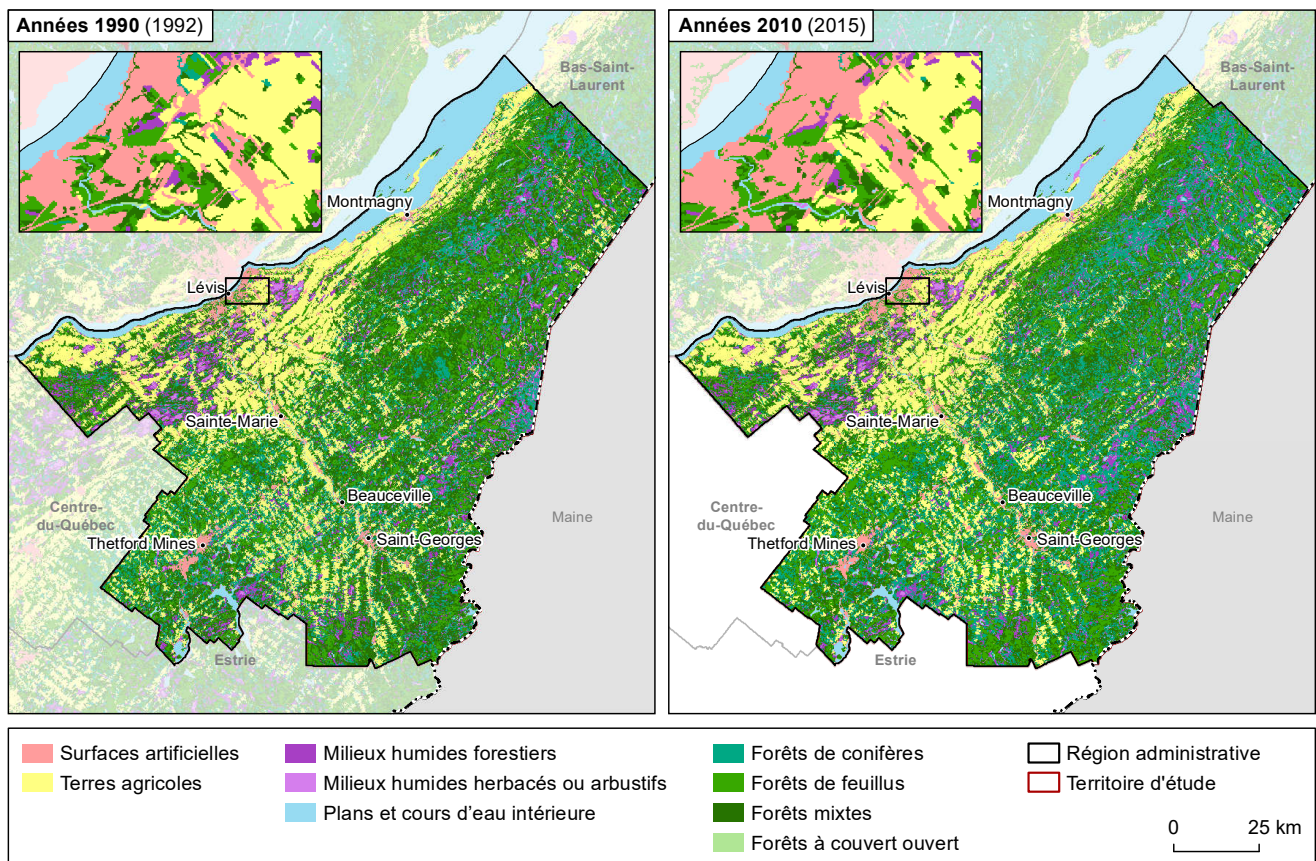 Années 1990 (1992)
Bas-Saint-
Laurent
Montmagny
Lévis
Sainte-Marie
Beauceville
Centre-
du-Québec
Maine
Thetford Mines
Saint-Georges
Estrie
Années 2010 (2015)
Bas-Saint-
Laurent
Montmagny
Lévis
Sainte-Marie
Beauceville
Centre-
du-Québec
Maine
Thetford Mines
Saint-Georges
Estrie
Surfaces artificielles
Terres agricoles
Milieux humides forestiers
Milieux humides herbacés ou arbustifs
Plans et cours d'eau intérieure
Forêts de conifères
Forêts de feuillus
Forêts mixtes
Forêts à couvert ouvert
Région administrative
Territoire d'étude
0 25 km